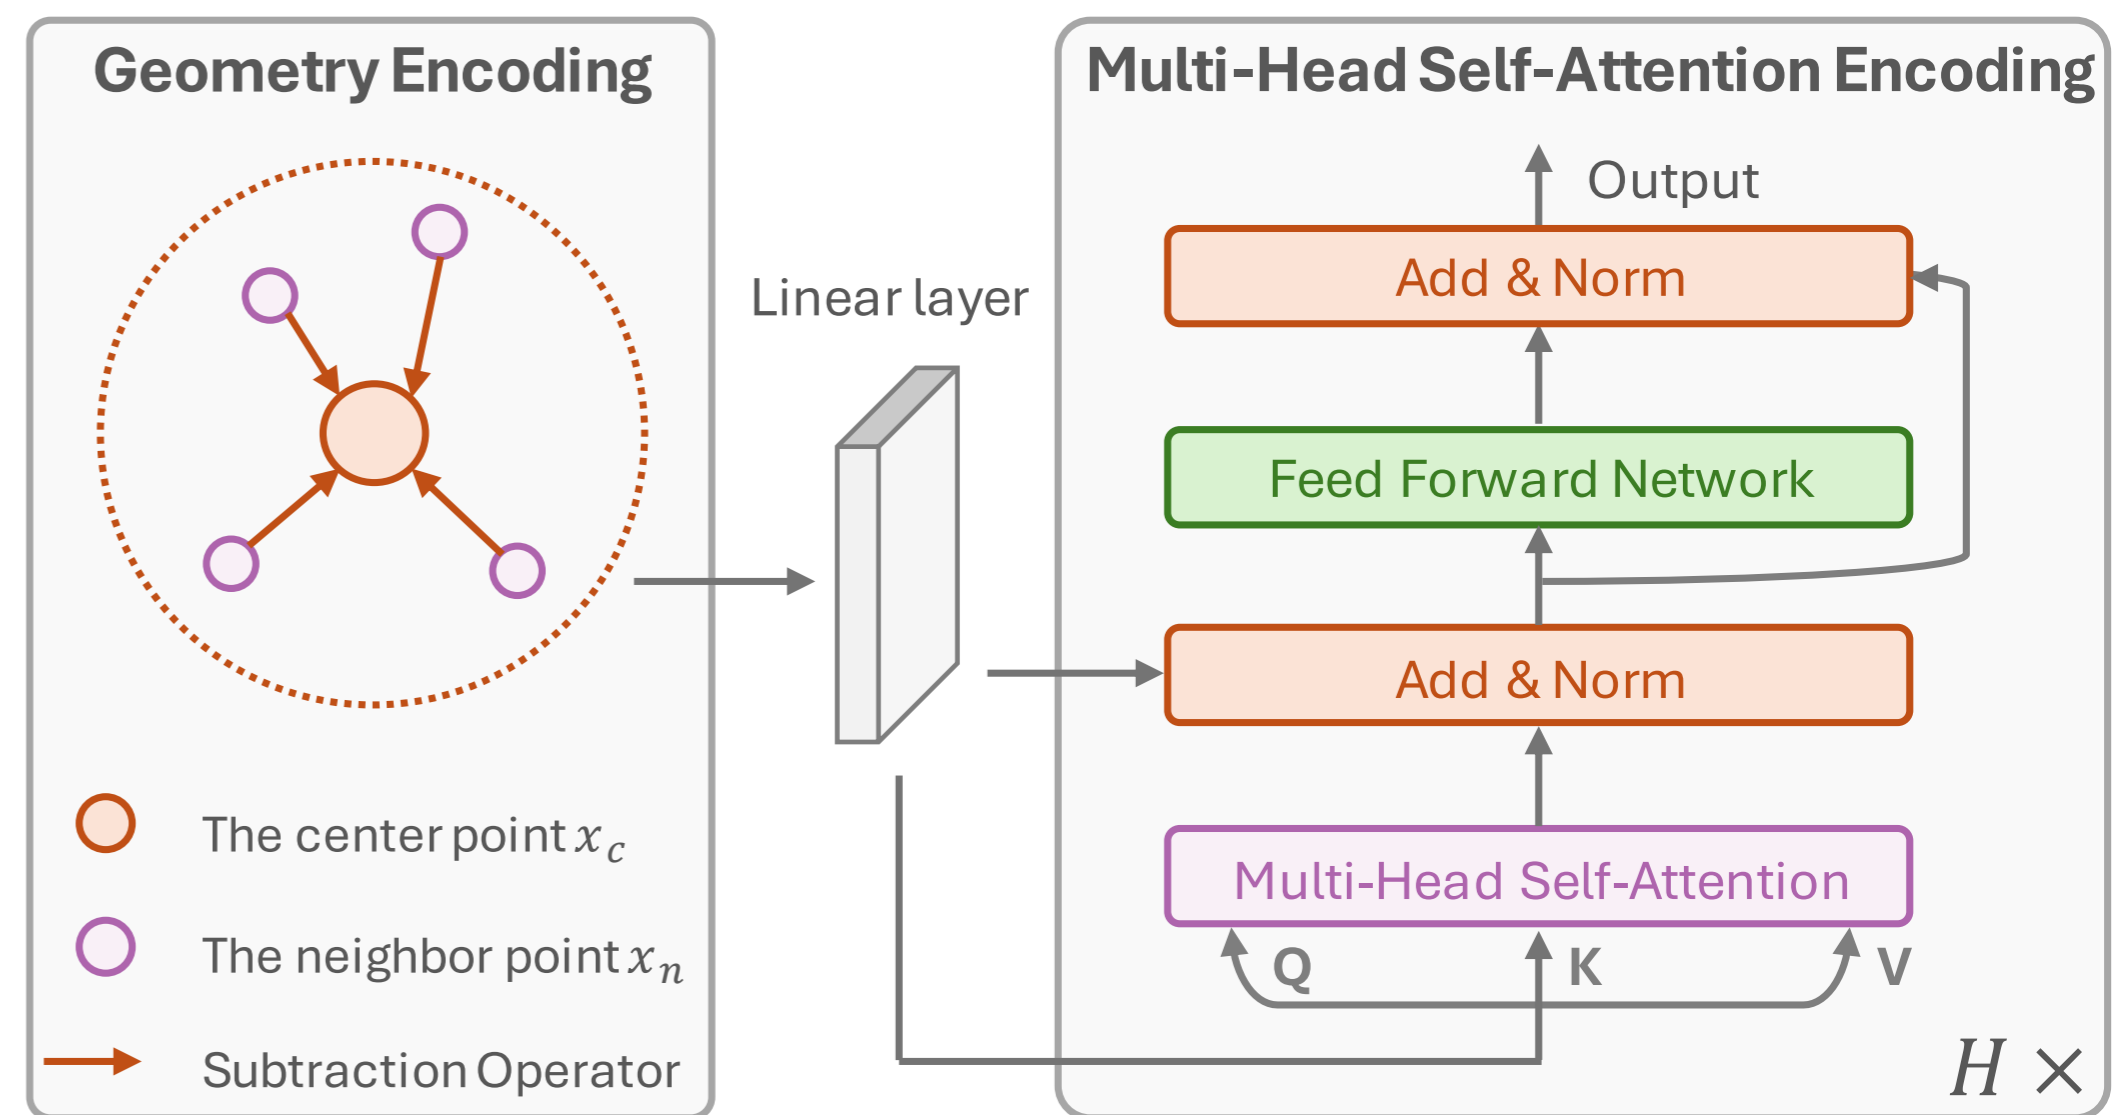 Geometry Encoding
The center point x_c
The neighbor point x_n
Subtraction Operator
Linear layer
Multi-Head Self-Attention Encoding
Output
Add & Norm
Feed Forward Network
Add & Norm
Multi-Head Self-Attention
Q K V
H ×